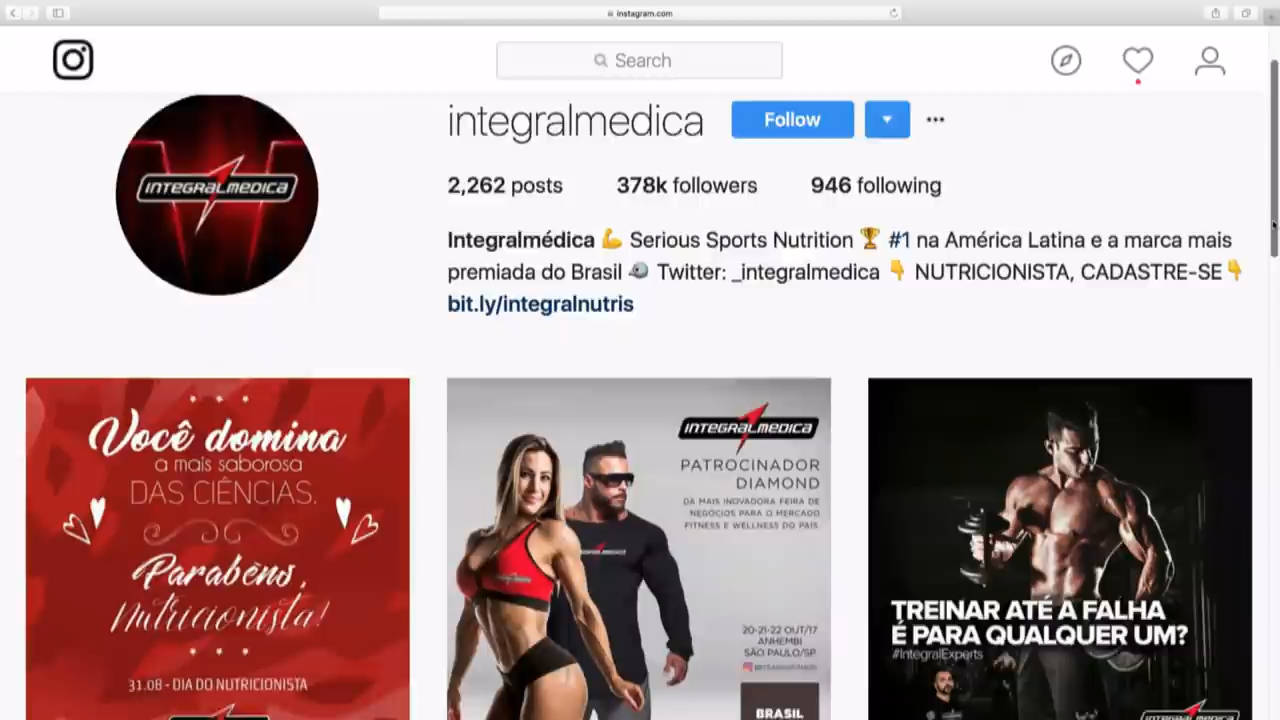 instagram.com
Search
integralmedica
Follow
2,262 posts
378k followers
946 following
INTEGRALMEDICA
Integralmédica 💪 Serious Sports Nutrition 🏆 #1 na América Latina e a marca mais
premiada do Brasil Twitter: _integralmedica 👇 NUTRICIONISTA, CADASTRE-SE👇
bit.ly/integralnutris
Você domina
a mais saborosa
DAS CIÊNCIAS.
Parabéns,
Nutricionista!
31.08 - DIA DO NUTRICIONISTA
INTEGRALMEDICA
PATROCINADOR
DIAMOND
DA MAIS INOVADORA FEIRA DE
NEGÓCIOS PARA O MERCADO
FITNESS E WELLNESS DO PAÍS
20-21-22 OUT/17
ANHEMBI
SÃO PAULO/SP
BRASIL
TREINAR ATÉ A FALHA
É PARA QUALQUER UM?
#IntegralExperts